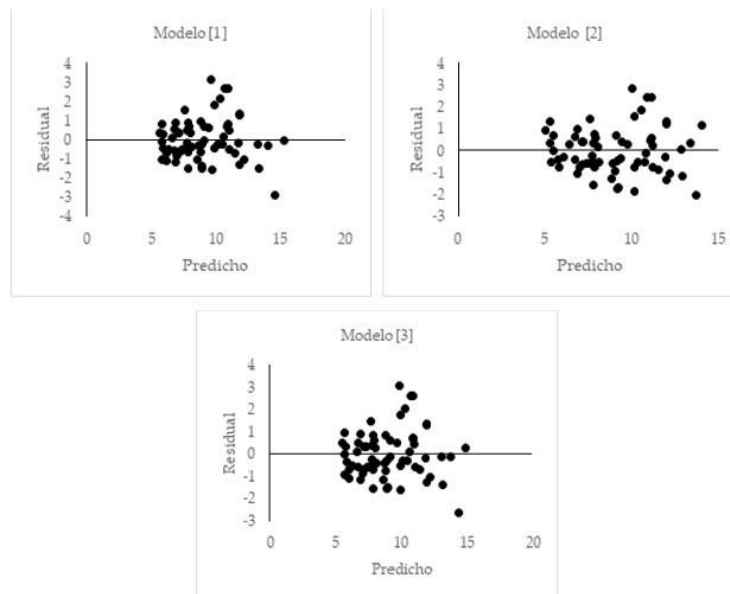 Modelo [1]
4
3
2
1
0
-1
-2
-3
-4
Residual
0 5 10 15 20
Predicho
Modelo [2]
4
3
2
1
0
-1
-2
-3
Residual
0 5 10 15
Predicho
Modelo [3]
4
3
2
1
0
-1
-2
-3
Residual
0 5 10 15 20
Predicho